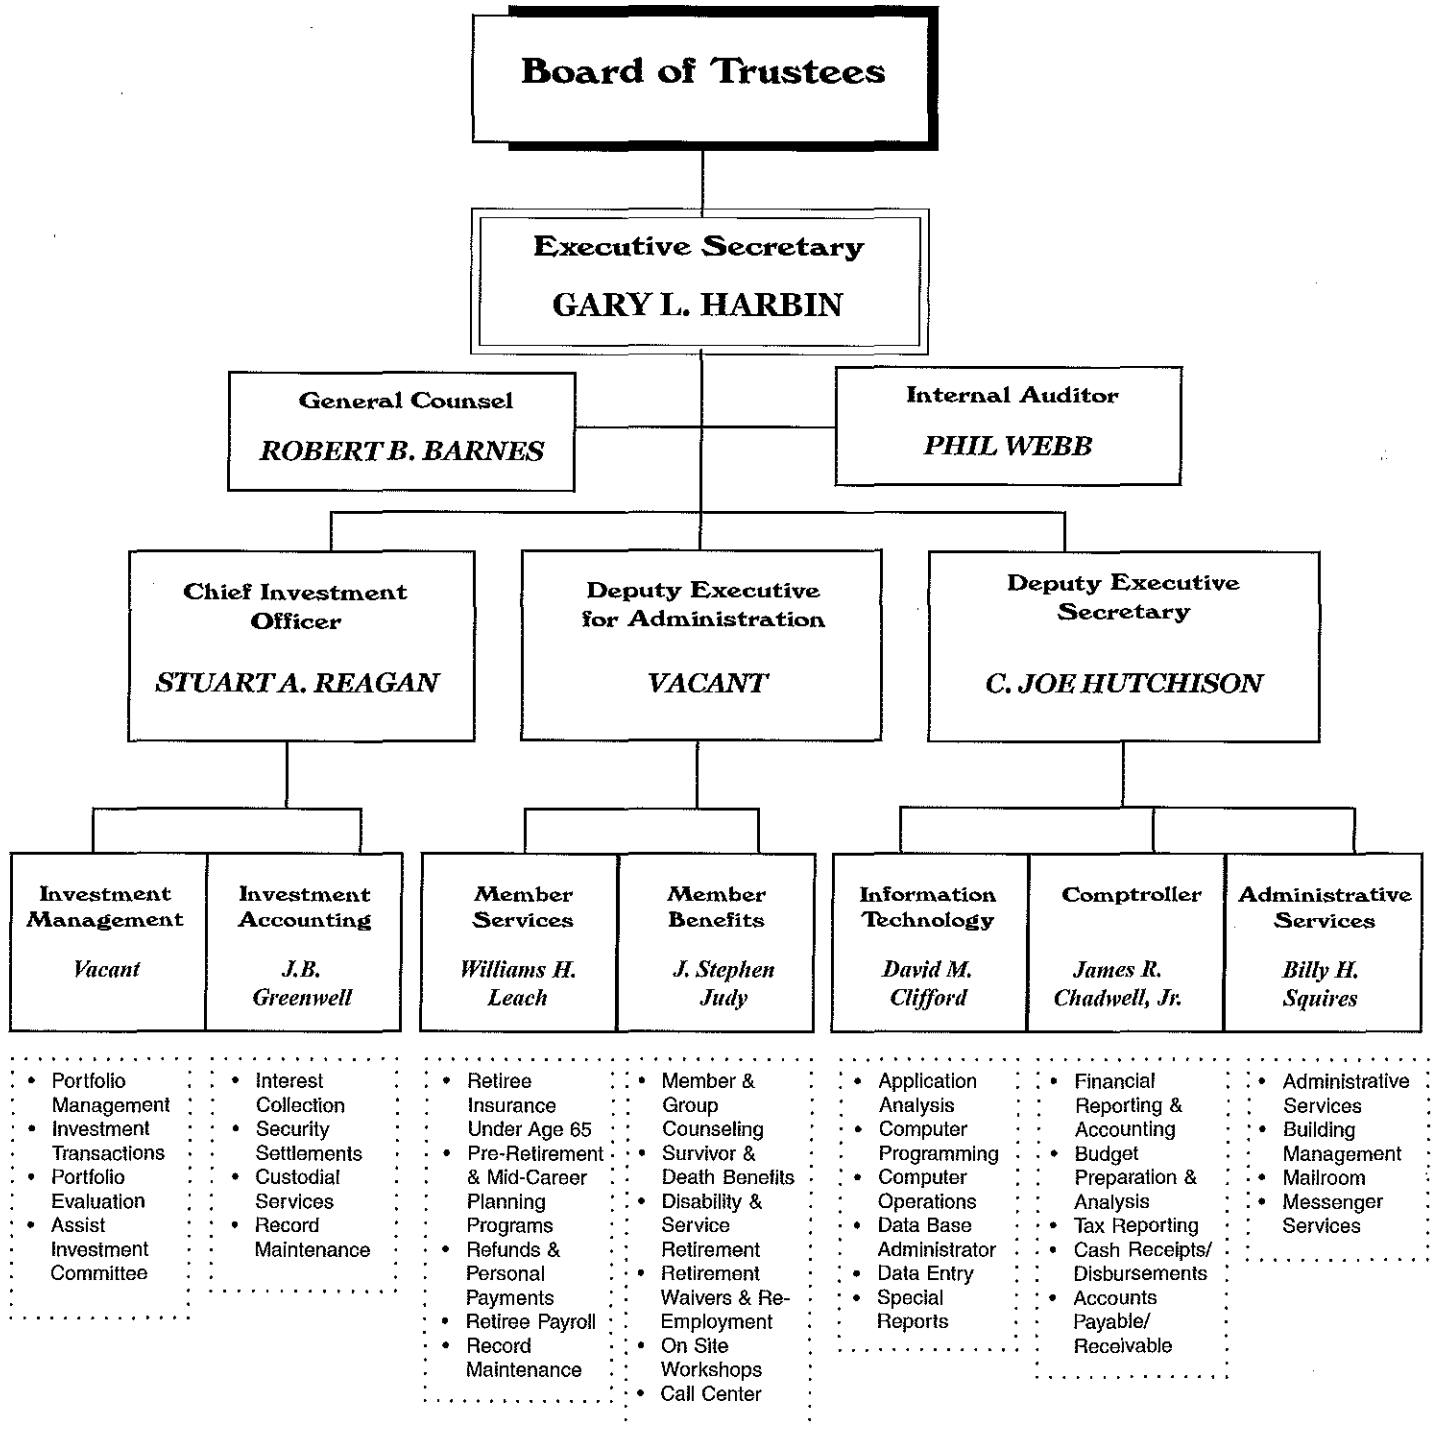 Board of Trustees
Executive Secretary
GARY L. HARBIN
General Counsel
ROBERT B. BARNES
Internal Auditor
PHIL WEBB
Chief Investment
Officer
STUART A. REAGAN
Deputy Executive
for Administration
VACANT
Deputy Executive
Secretary
C. JOE HUTCHISON
Investment
Management
Vacant
Investment
Accounting
J.B.
Greenwell
Member
Services
Williams H.
Leach
Member
Benefits
J. Stephen
Judy
Information
Technology
David M.
Clifford
Comptroller
James R.
Chadwell, Jr.
Administrative
Services
Billy H.
Squires
• Portfolio
Management
• Investment
Transactions
• Portfolio
Evaluation
• Assist
Investment
Committee
• Interest
Collection
• Security
Settlements
• Custodial
Services
• Record
Maintenance
• Retiree
Insurance
Under Age 65
• Pre-Retirement
& Mid-Career
Planning
Programs
• Refunds &
Personal
Payments
• Retiree Payroll
• Record
Maintenance
• Member &
Group
Counseling
• Survivor &
Death Benefits
• Disability &
Service
Retirement
• Retirement
Waivers & Re-
Employment
• On Site
Workshops
• Call Center
• Application
Analysis
• Computer
Programming
• Computer
Operations
• Data Base
Administrator
• Data Entry
• Special
Reports
• Financial
Reporting &
Accounting
• Budget
Preparation &
Analysis
• Tax Reporting
• Cash Receipts/
Disbursements
• Accounts
Payable/
Receivable
• Administrative
Services
• Building
Management
• Mailroom
• Messenger
Services